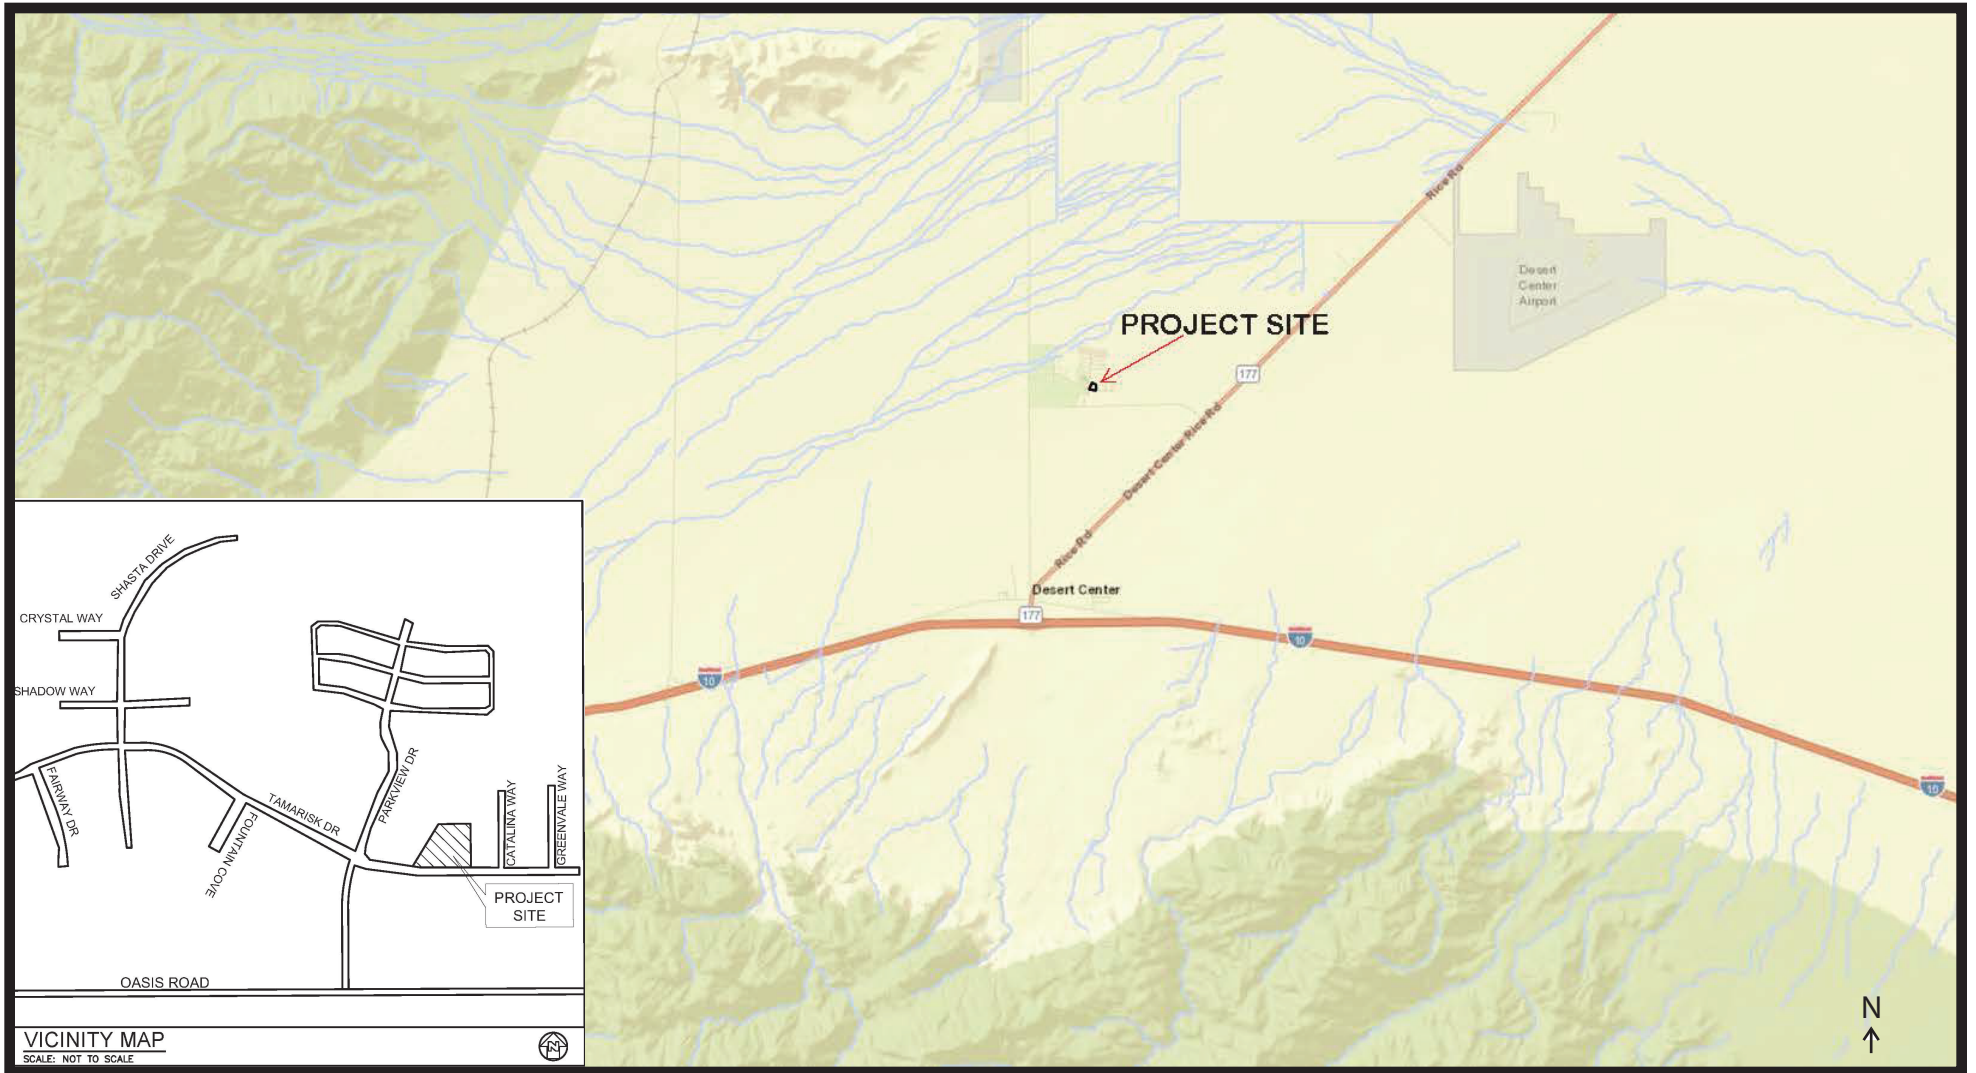 Rice Rd
Desert
Center
Airport
PROJECT SITE
177
Desert Center Rice Rd
Rice Rd
Desert Center
177
10
10
10
N
SHASTA DRIVE
CRYSTAL WAY
SHADOW WAY
FAIRWAY DR
TAMARISK DR
FOUNTAIN COVE
PARKVIEW DR
CATALINA WAY
GREENVALE WAY
PROJECT
SITE
OASIS ROAD
VICINITY MAP
SCALE: NOT TO SCALE
N